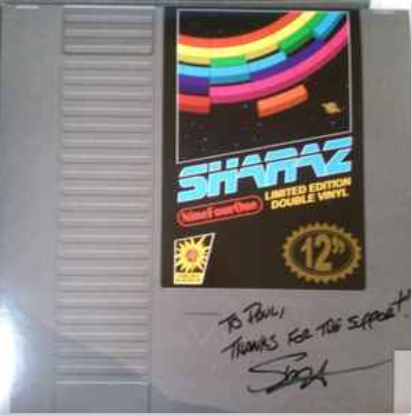 SHARAZ
NineFourOne
LIMITED EDITION
DOUBLE VINYL
12"
TO PAUL,
THANKS FOR THE SUPPORT!